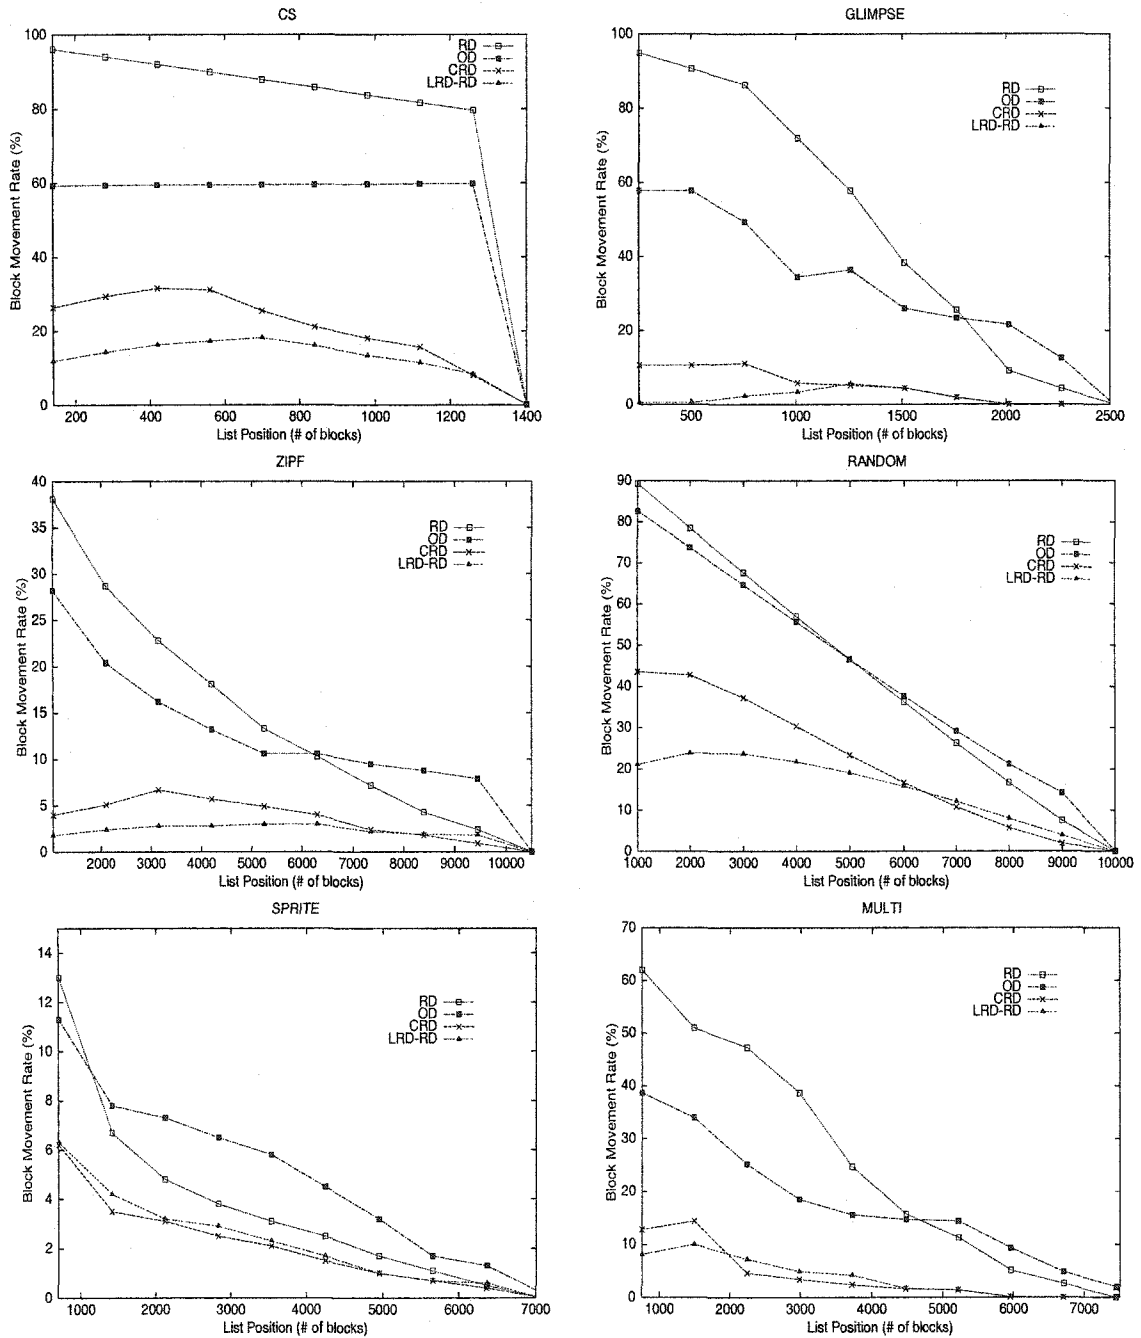 CS
100
80
60
40
20
0
Block Movement Rate (%)
RD
OD
CRD
LRD-RD
200 400 600 800 1000 1200 1400
List Position (# of blocks)
GLIMPSE
100
80
60
40
20
0
Block Movement Rate (%)
RD
OD
CRD
LRD-RD
500 1000 1500 2000 2500
List Position (# of blocks)
ZIPF
40
35
30
25
20
15
10
5
0
Block Movement Rate (%)
RD
OD
CRD
LRD-RD
2000 3000 4000 5000 6000 7000 8000 9000 10000
List Position (# of blocks)
RANDOM
90
80
70
60
50
40
30
20
10
0
Block Movement Rate (%)
RD
OD
CRD
LRD-RD
1000 2000 3000 4000 5000 6000 7000 8000 9000 10000
List Position (# of blocks)
SPRITE
14
12
10
8
6
4
2
0
Block Movement Rate (%)
RD
OD
CRD
LRD-RD
1000 2000 3000 4000 5000 6000 7000
List Position (# of blocks)
MULTI
70
60
50
40
30
20
10
0
Block Movement Rate (%)
RD
OD
CRD
LRD-RD
1000 2000 3000 4000 5000 6000 7000
List Position (# of blocks)